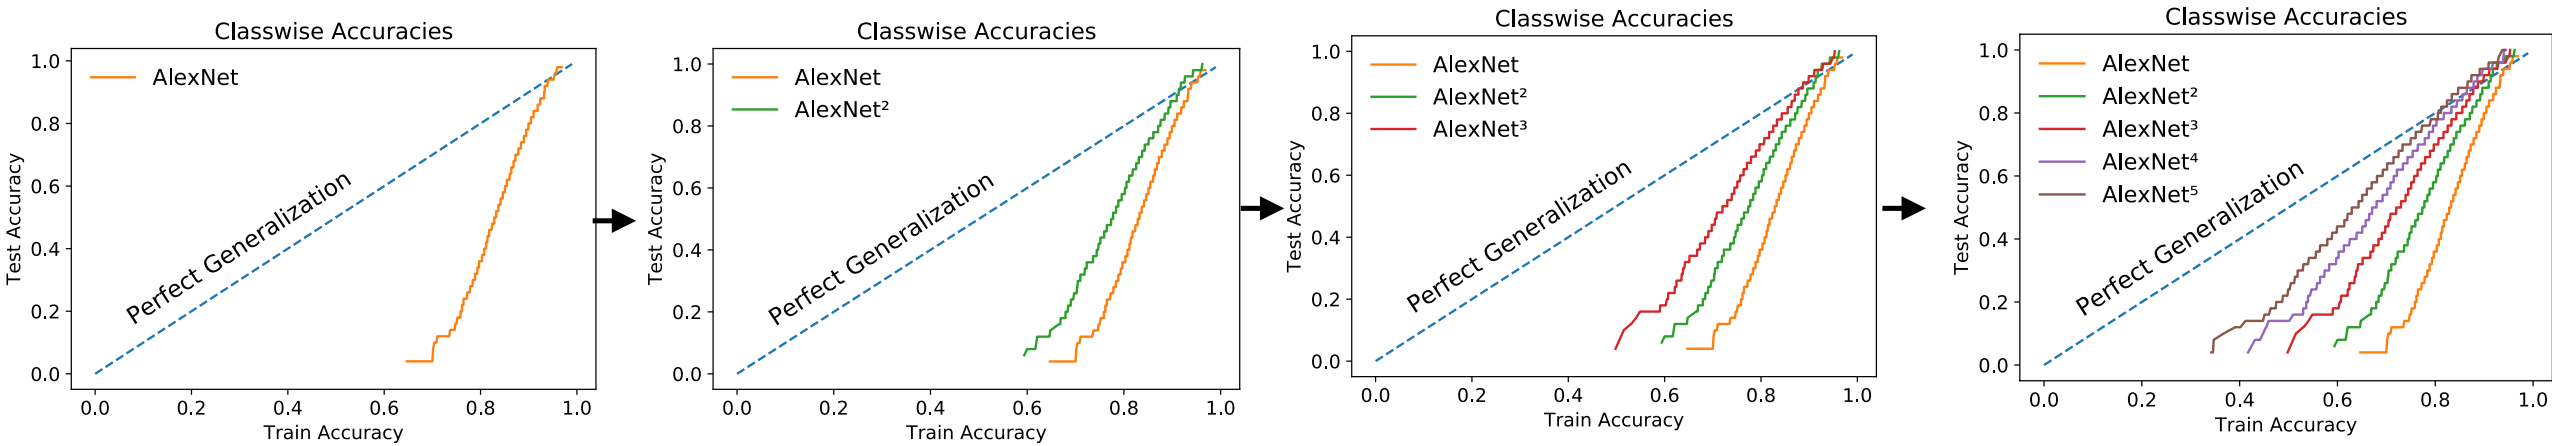 Classwise Accuracies
AlexNet
Perfect Generalization
Test Accuracy
1.0
0.8
0.6
0.4
0.2
0.0
0.0 0.2 0.4 0.6 0.8 1.0
Train Accuracy
Classwise Accuracies
AlexNet
AlexNet²
Perfect Generalization
Test Accuracy
1.0
0.8
0.6
0.4
0.2
0.0
0.0 0.2 0.4 0.6 0.8 1.0
Train Accuracy
Classwise Accuracies
AlexNet
AlexNet²
AlexNet³
Perfect Generalization
Test Accuracy
1.0
0.8
0.6
0.4
0.2
0.0
0.0 0.2 0.4 0.6 0.8 1.0
Train Accuracy
Classwise Accuracies
AlexNet
AlexNet²
AlexNet³
AlexNet⁴
AlexNet⁵
Perfect Generalization
Test Accuracy
1.0
0.8
0.6
0.4
0.2
0.0
0.0 0.2 0.4 0.6 0.8 1.0
Train Accuracy